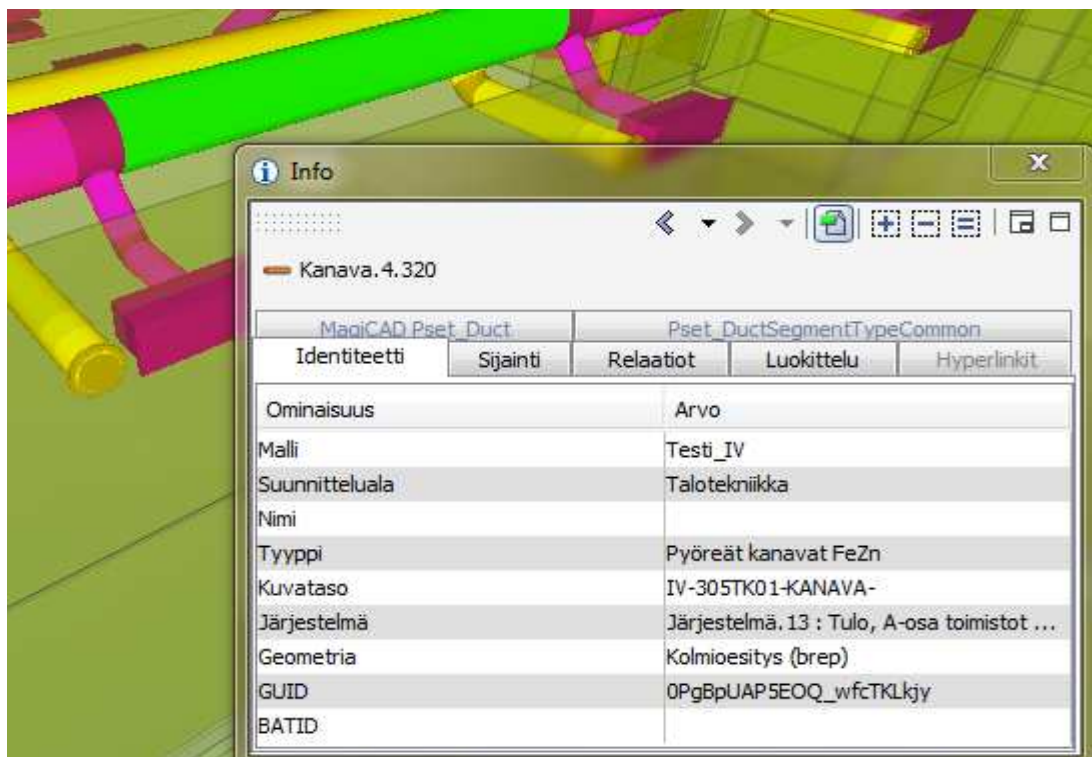 Info
Kanava.4.320
MagiCAD Pset_Duct Pset_DuctSegmentTypeCommon
Identiteetti Sijainti Relaatiot Luokittelu Hyperlinkit
Ominaisuus Arvo
Malli Testi_IV
Suunnitteluala Talotekniikka
Nimi
Tyyppi Pyöreät kanavat FeZn
Kuvataso IV-305TK01-KANAVA-
Järjestelmä Järjestelmä.13 : Tulo, A-osa toimistot ...
Geometria Kolmioesitys (brep)
GUID 0PgBpUAP5EOQ_wfcTKLkjy
BATID